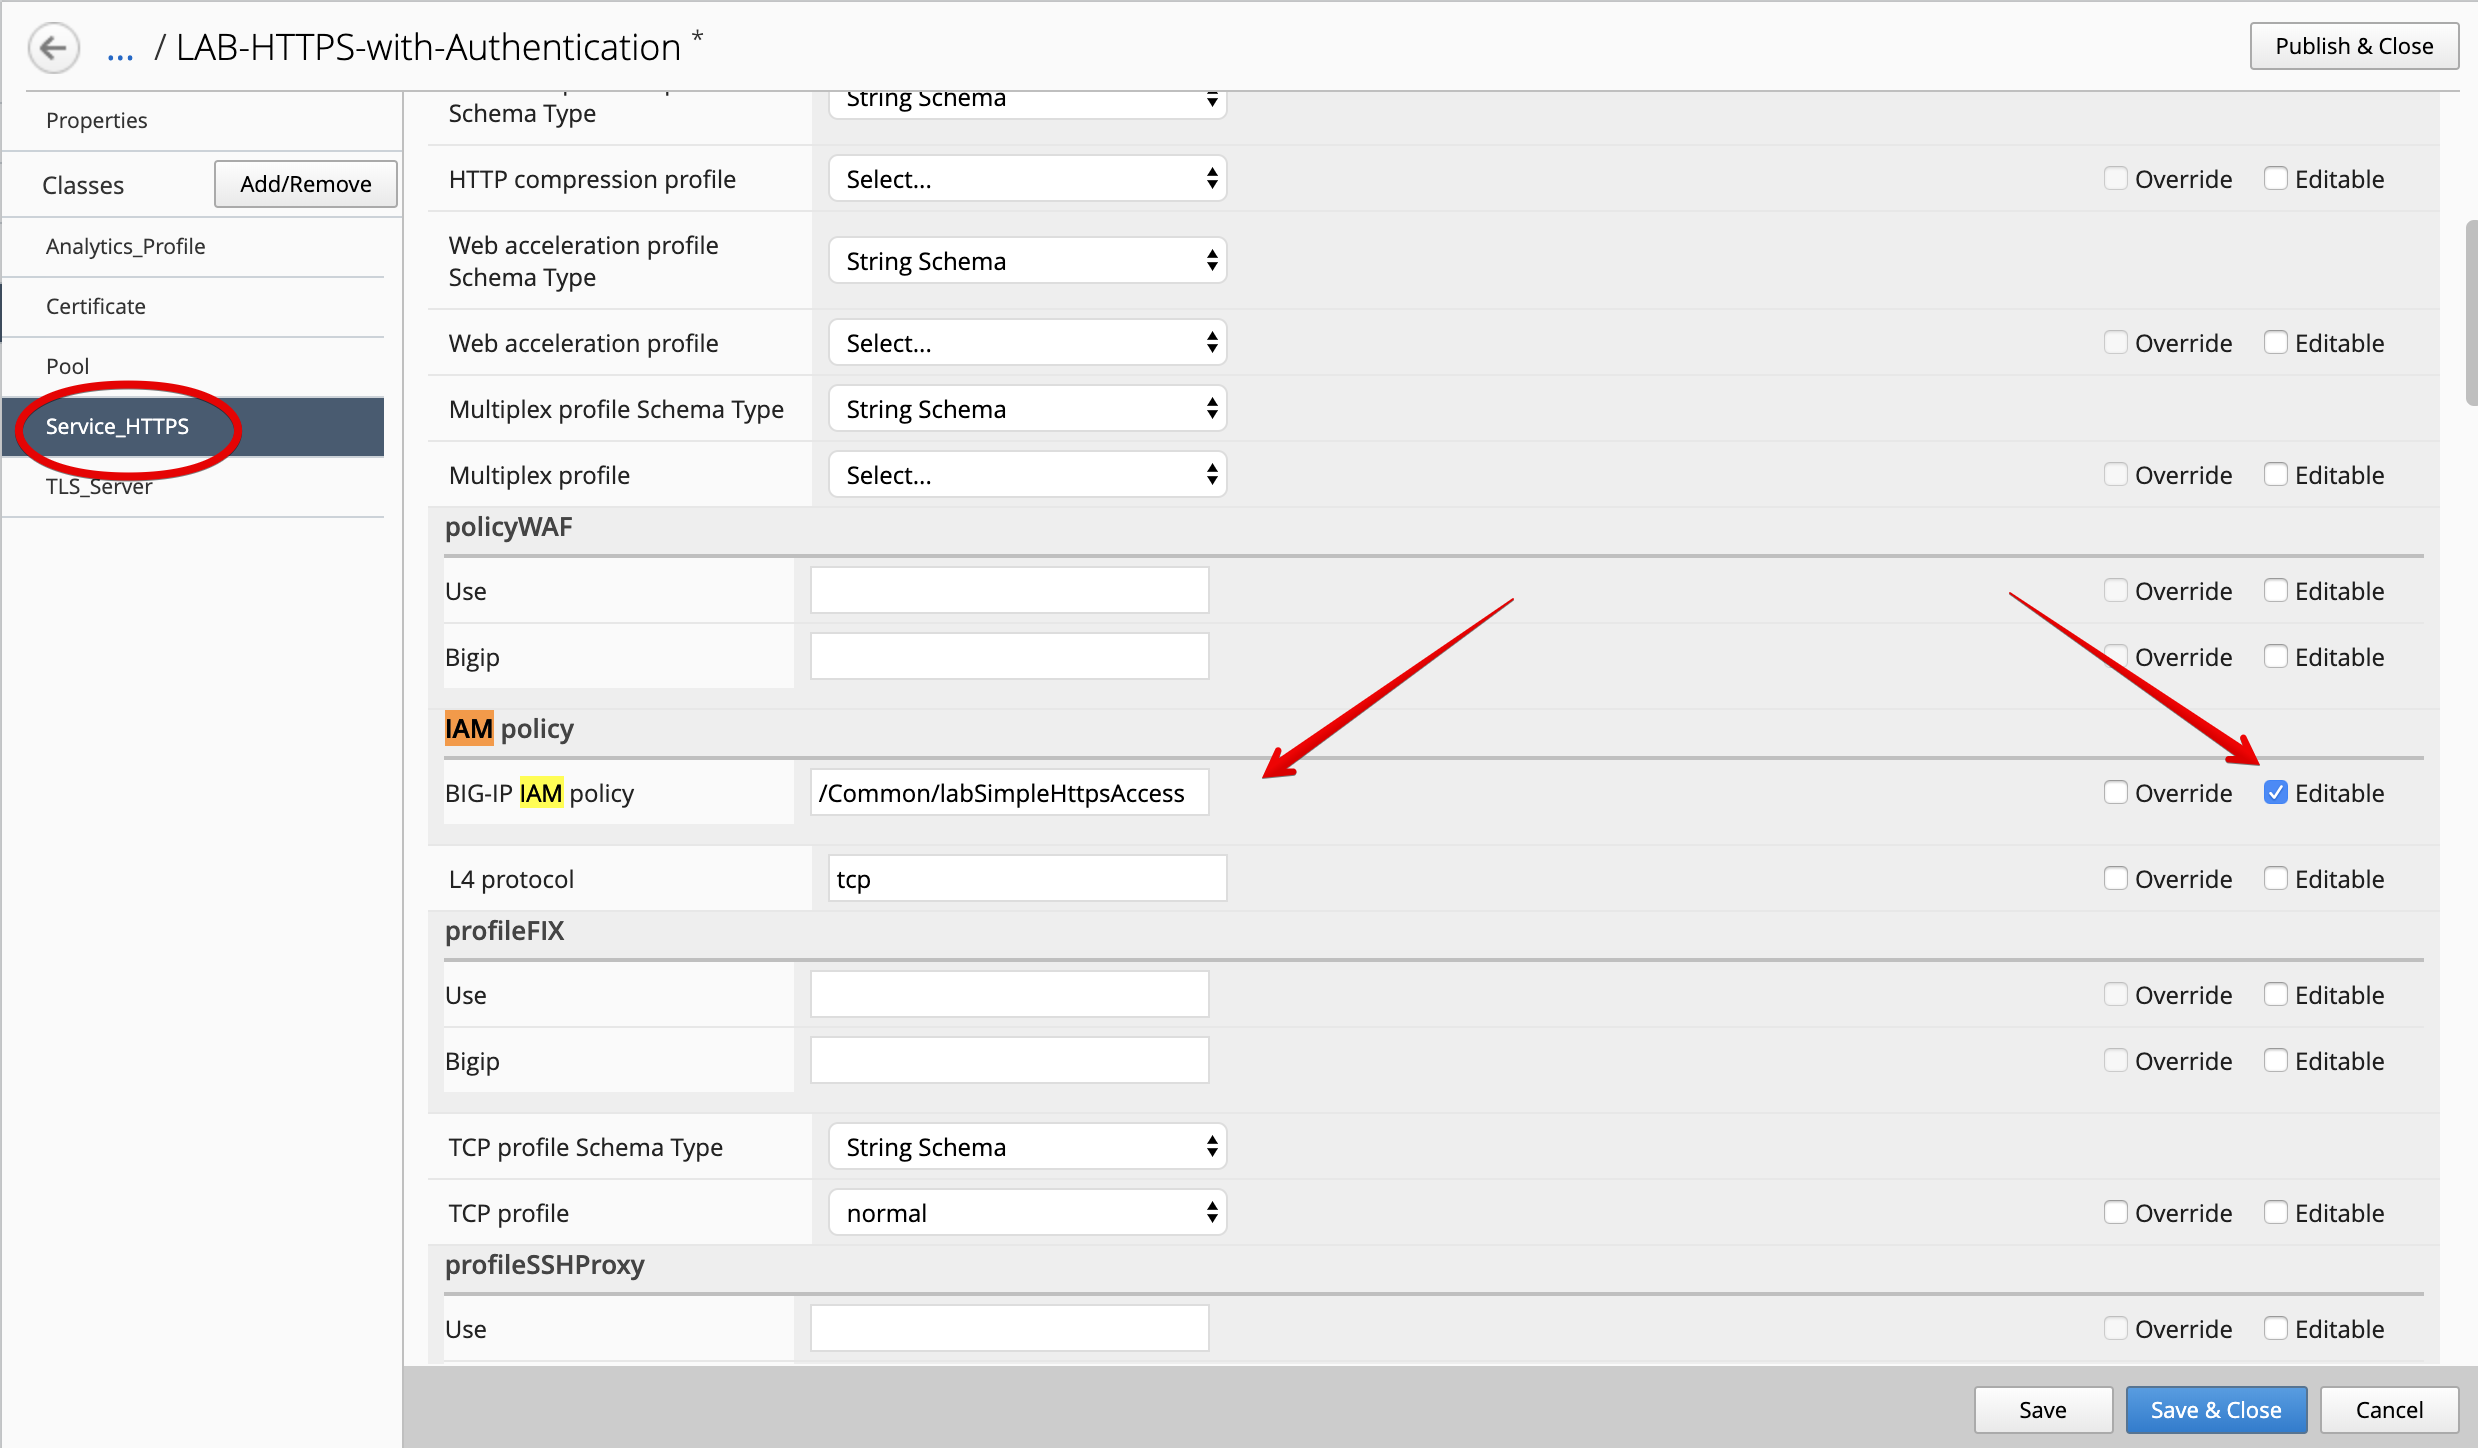 ... / LAB-HTTPS-with-Authentication *
Publish & Close
Properties
Classes
Add/Remove
Analytics_Profile
Certificate
Pool
Service_HTTPS
TLS_Server
Schema Type
String Schema
HTTP compression profile
Select...
Override
Editable
Web acceleration profile
Schema Type
String Schema
Web acceleration profile
Select...
Override
Editable
Multiplex profile Schema Type
String Schema
Multiplex profile
Select...
Override
Editable
policyWAF
Use
Override
Editable
Bigip
Override
Editable
IAM policy
BIG-IP IAM policy
/Common/labSimpleHttpsAccess
Override
Editable
L4 protocol
tcp
Override
Editable
profileFIX
Use
Override
Editable
Bigip
Override
Editable
TCP profile Schema Type
String Schema
TCP profile
normal
Override
Editable
profileSSHProxy
Use
Override
Editable
Save
Save & Close
Cancel